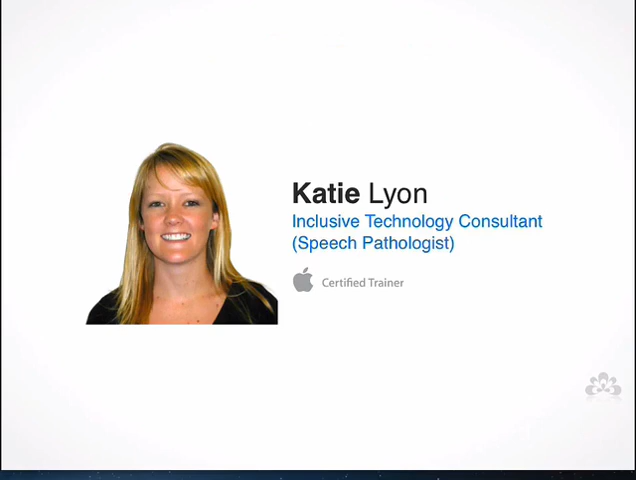 Katie Lyon
Inclusive Technology Consultant
(Speech Pathologist)
Certified Trainer